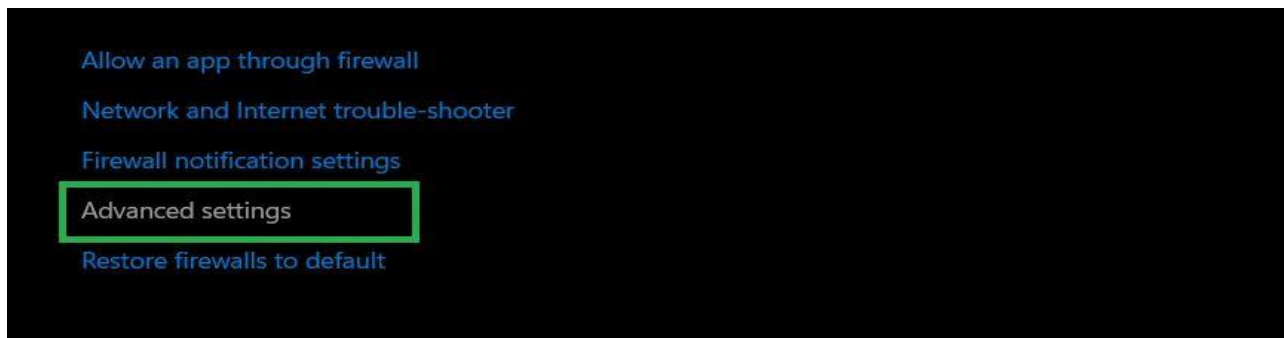 Allow an app through firewall
Network and Internet trouble-shooter
Firewall notification settings
Advanced settings
Restore firewalls to default